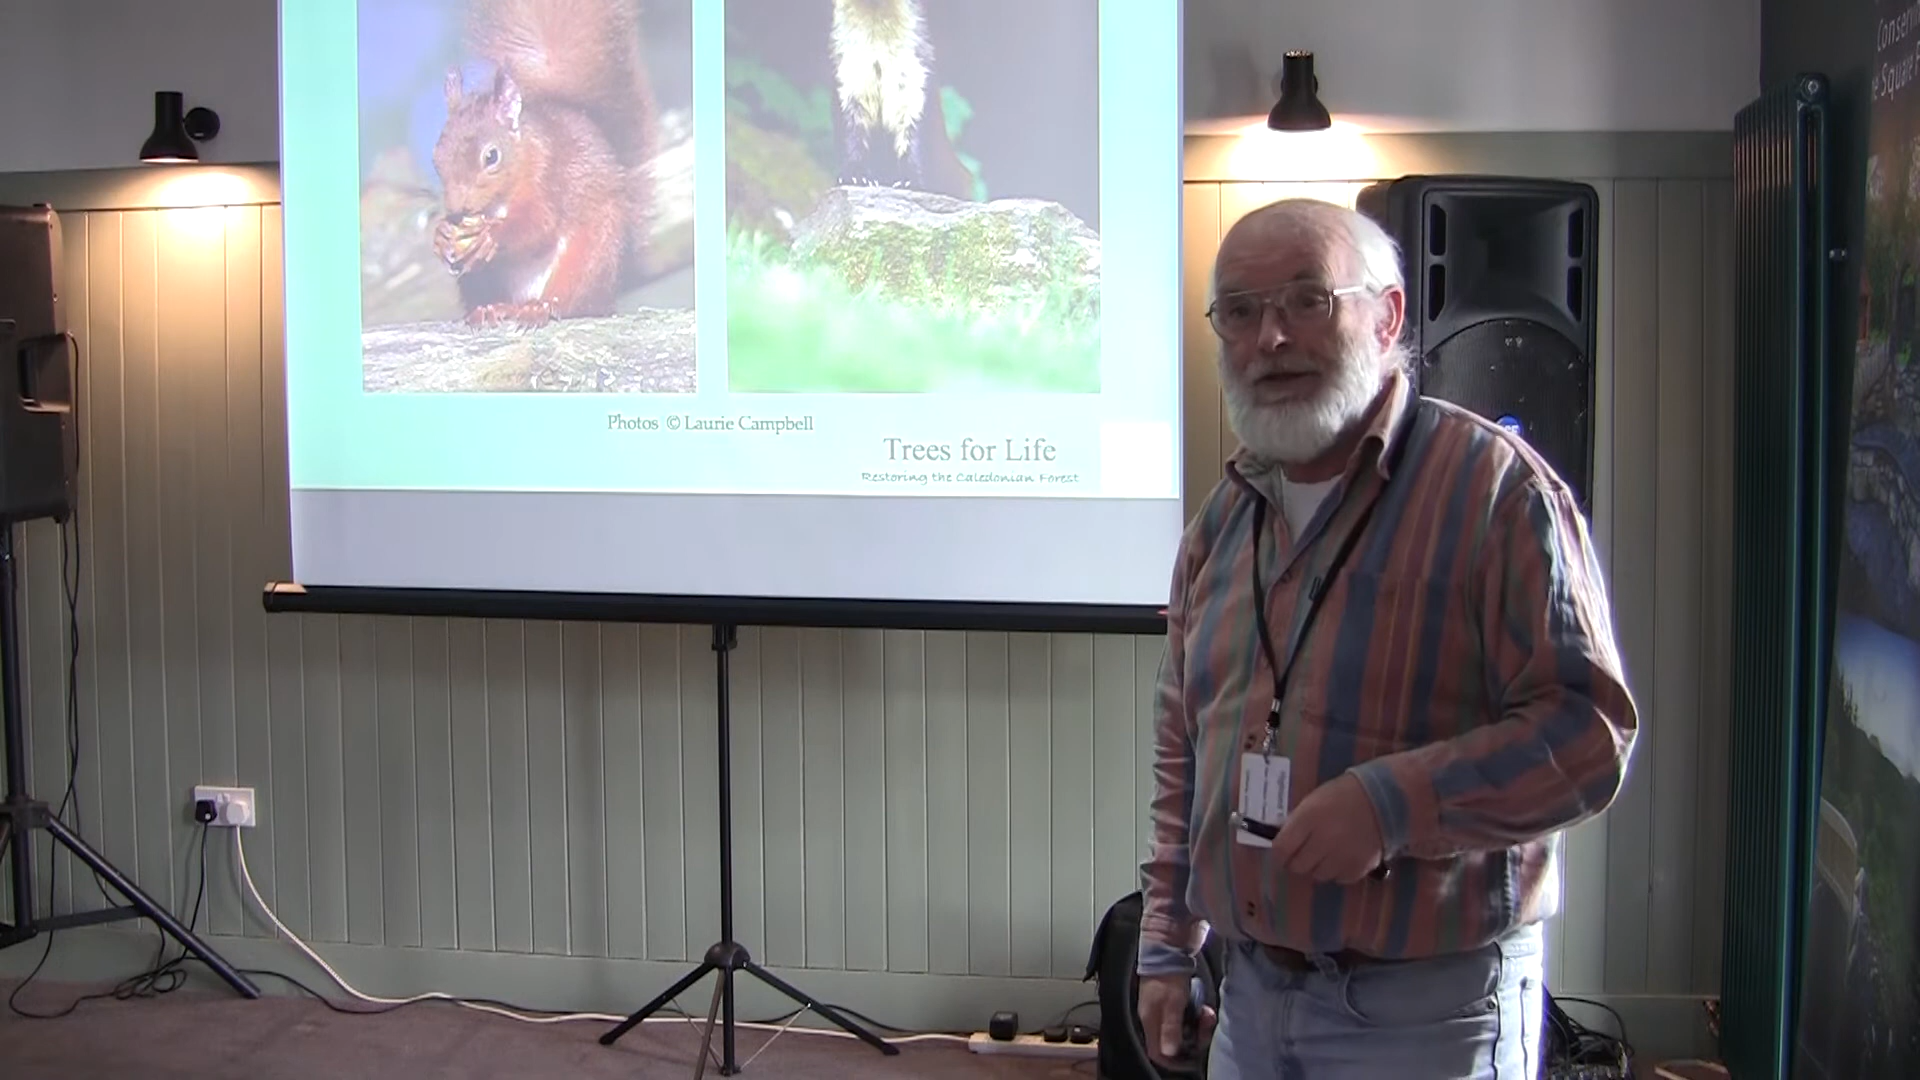 Photos © Laurie Campbell
Trees for Life
Restoring the Caledonian Forest